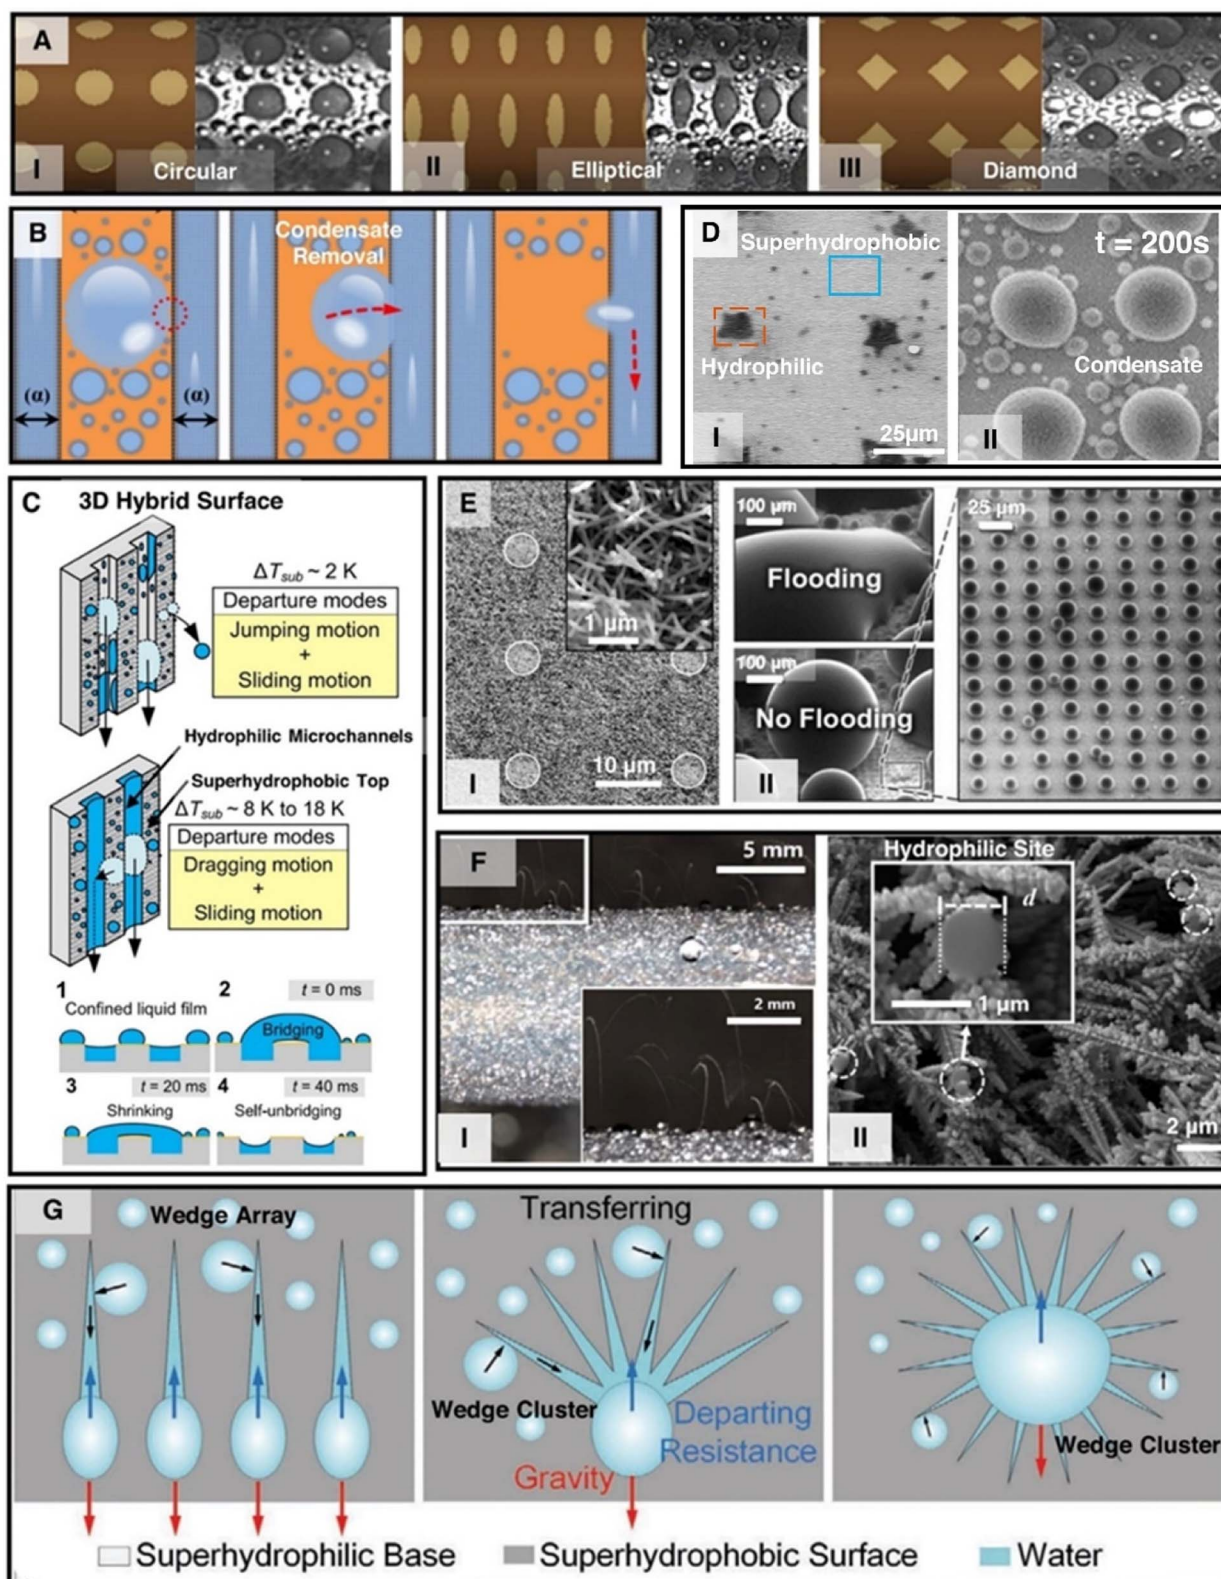 A
I
Circular
II
Elliptical
III
Diamond
B
Condensate
Removal
(α)
(α)
D
Superhydrophobic
Hydrophilic
I
25μm
t = 200s
Condensate
II
C
3D Hybrid Surface
ΔTsub ~ 2 K
Departure modes
Jumping motion
+
Sliding motion
Hydrophilic Microchannels
Superhydrophobic Top
ΔTsub ~ 8 K to 18 K
Departure modes
Dragging motion
+
Sliding motion
1
Confined liquid film
2
t = 0 ms
Bridging
3
t = 20 ms
Shrinking
4
t = 40 ms
Self-unbridging
E
1 μm
10 μm
I
100 μm
Flooding
100 μm
No Flooding
II
25 μm
F
5 mm
2 mm
I
Hydrophilic Site
d
1 μm
II
2 μm
G
Wedge Array
Transferring
Wedge Cluster
Departing
Resistance
Gravity
Wedge Cluster
Superhydrophilic Base
Superhydrophobic Surface
Water